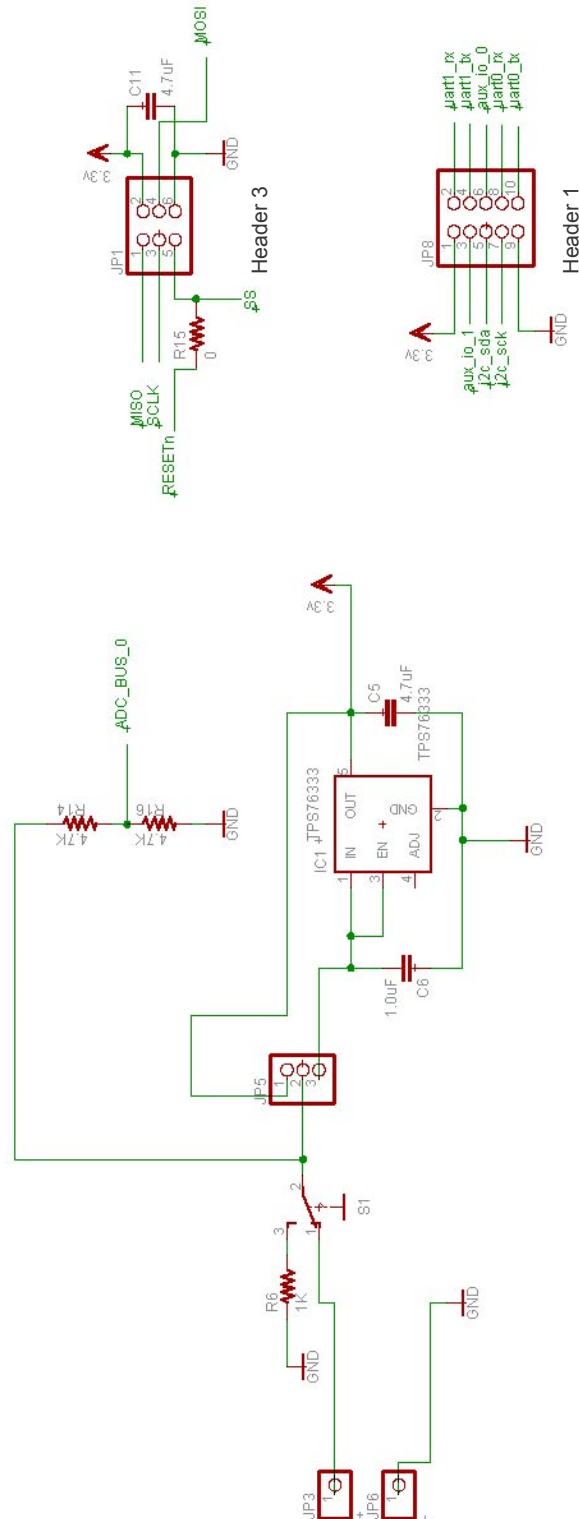 MOSI
C11
4.7uF
3.3v
GND
JP1
1
2
3
4
5
6
Header 3
SS
R15
0
MISO
SCLK
RESETn
uart1_rx
uart1_tx
aux_io_0
uart0_rx
uart0_tx
JP8
1
2
3
4
5
6
7
8
9
10
Header 1
3.3v
aux_io_1
i2c_sda
i2c_sck
GND
ADC_BUS_0
R14
4.7K
R16
4.7K
GND
3.3v
C5
4.7uF
TPS76333
IC1
TPS76333
IN
OUT
EN
GND
ADJ
1
5
3
2
4
GND
1.0uF
C6
JP5
1
2
3
S1
2
3
1
R6
1K
GND
GND
JP3
1
+
JP6
1
-